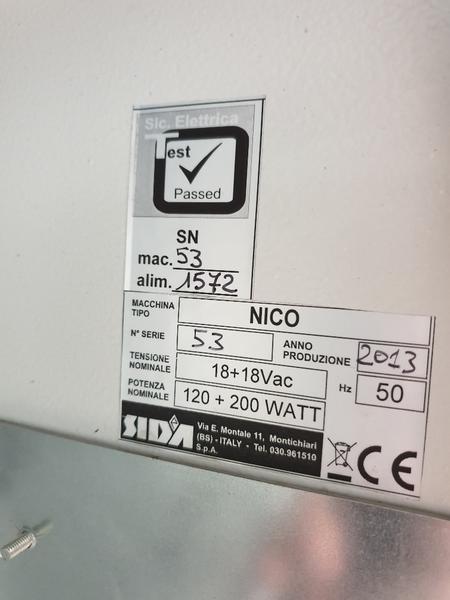 Sic. Elettrica
Test
Passed
SN
mac. 53
alim. 1572
MACCHINA TIPO NICO
N° SERIE 53 ANNO PRODUZIONE 2013
TENSIONE NOMINALE 18+18Vac Hz 50
POTENZA NOMINALE 120 + 200 WATT
SIDA Via E. Montale 11, Montichiari
(BS) - ITALY - Tel. 030.961510
S.p.A.
CE